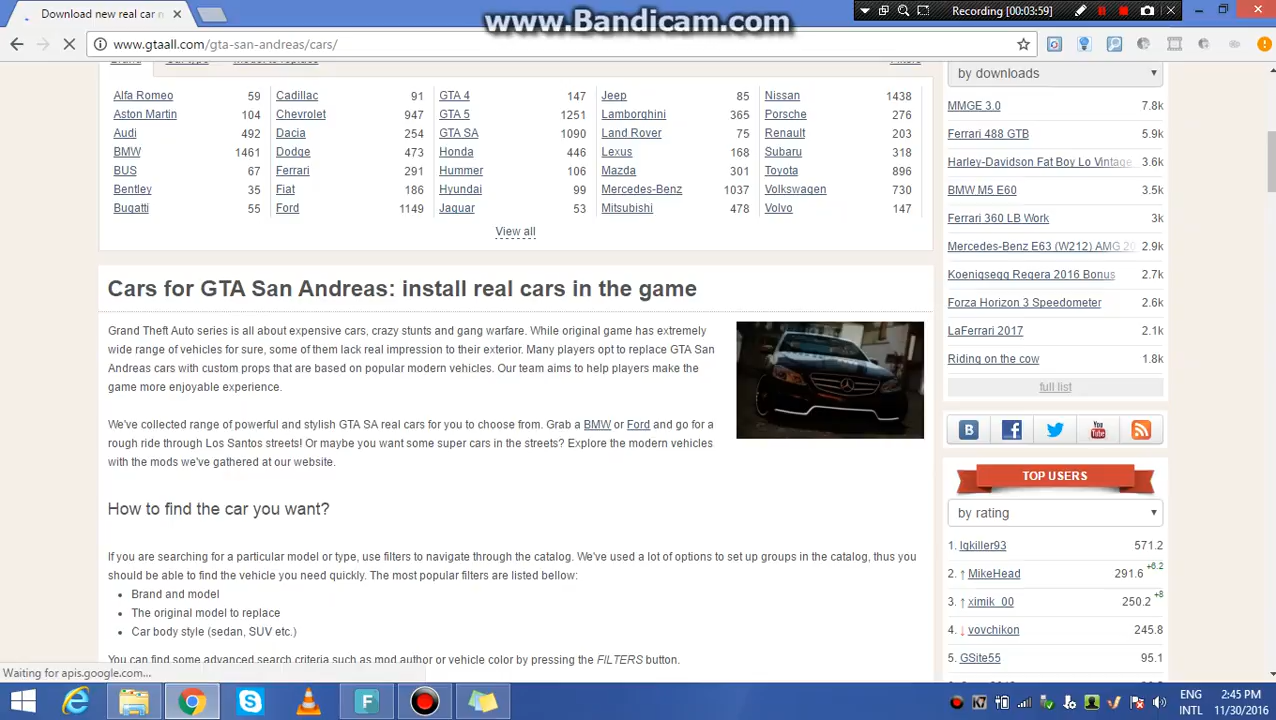 Download new real car n
www.Bandicam.com
Recording [00:03:59]
www.gtaall.com/gta-san-andreas/cars/
by downloads
Alfa Romeo 59 Cadillac 91 GTA 4 147 Jeep 85 Nissan 1438
Aston Martin 104 Chevrolet 947 GTA 5 1251 Lamborghini 365 Porsche 276
Audi 492 Dacia 254 GTA SA 1090 Land Rover 75 Renault 203
BMW 1461 Dodge 473 Honda 446 Lexus 168 Subaru 318
BUS 67 Ferrari 291 Hummer 106 Mazda 301 Toyota 896
Bentley 35 Fiat 186 Hyundai 99 Mercedes-Benz 1037 Volkswagen 730
Bugatti 55 Ford 1149 Jaguar 53 Mitsubishi 478 Volvo 147
View all
Cars for GTA San Andreas: install real cars in the game
Grand Theft Auto series is all about expensive cars, crazy stunts and gang warfare. While original game has extremely
wide range of vehicles for sure, some of them lack real impression to their exterior. Many players opt to replace GTA San
Andreas cars with custom props that are based on popular modern vehicles. Our team aims to help players make the
game more enjoyable experience.
We've collected range of powerful and stylish GTA SA real cars for you to choose from. Grab a BMW or Ford and go for a
rough ride through Los Santos streets! Or maybe you want some super cars in the streets? Explore the modern vehicles
with the mods we've gathered at our website.
How to find the car you want?
If you are searching for a particular model or type, use filters to navigate through the catalog. We've used a lot of options to set up groups in the catalog, thus you
should be able to find the vehicle you need quickly. The most popular filters are listed bellow:
Brand and model
The original model to replace
Car body style (sedan, SUV etc.)
You can find some advanced search criteria such as mod author or vehicle color by pressing the FILTERS button.
MMGE 3.0 7.8k
Ferrari 488 GTB 5.9k
Harley-Davidson Fat Boy Lo Vintage 3.6k
BMW M5 E60 3.5k
Ferrari 360 LB Work 3k
Mercedes-Benz E63 (W212) AMG 20 2.9k
Koenigsegg Regera 2016 Bonus 2.7k
Forza Horizon 3 Speedometer 2.6k
LaFerrari 2017 2.1k
Riding on the cow 1.8k
full list
TOP USERS
by rating
1. Igkiller93 571.2
2. ↑ MikeHead 291.6 +6.2
3. ↑ ximik_00 250.2 +8
4. ↓ vovchikon 245.8
5. GSite55 95.1
Waiting for apis.google.com...
ENG 2:45 PM
INTL 11/30/2016